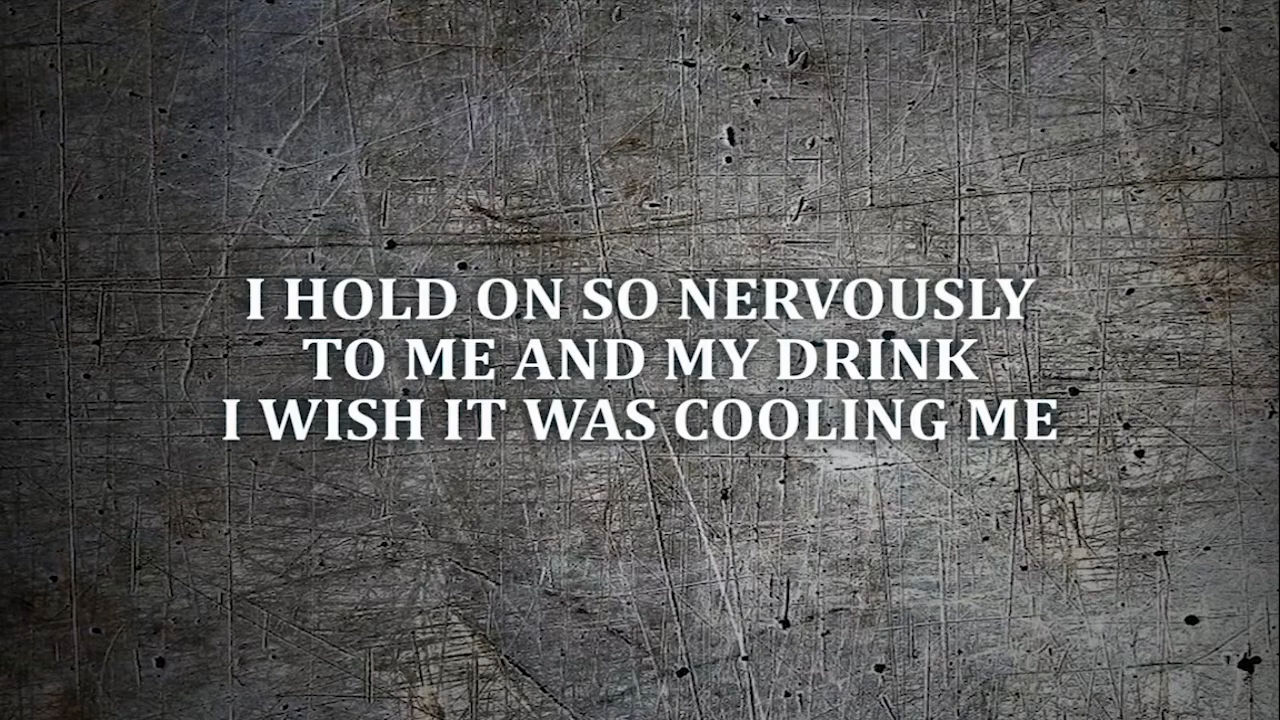 I HOLD ON SO NERVOUSLY
TO ME AND MY DRINK
I WISH IT WAS COOLING ME